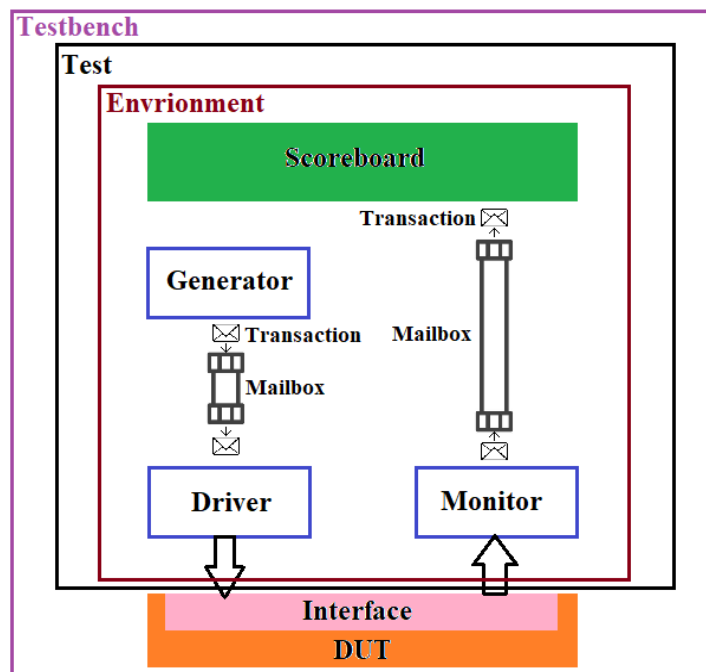 Testbench
Test
Envrionment
Scoreboard
Transaction
Generator
Transaction
Mailbox
Mailbox
Driver
Monitor
Interface
DUT